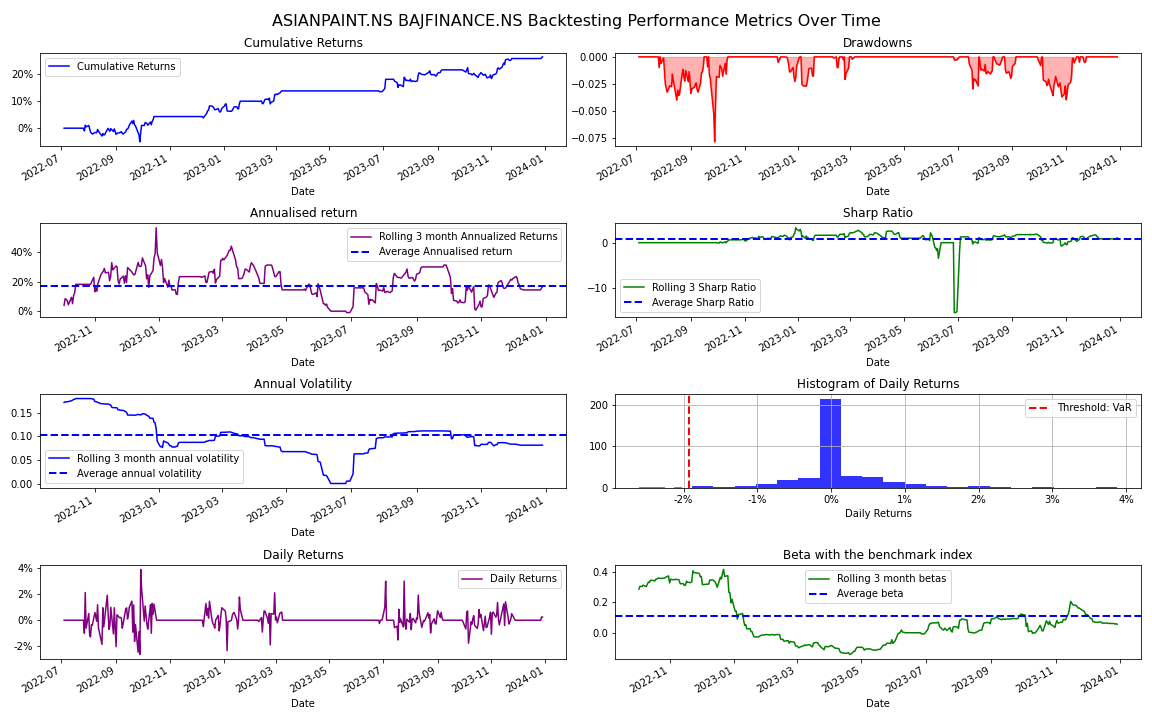 ASIANPAINT.NS BAJFINANCE.NS Backtesting Performance Metrics Over Time
Cumulative Returns
Cumulative Returns
20%
10%
0%
2022-07 2022-09 2022-11 2023-01 2023-03 2023-05 2023-07 2023-09 2023-11 2024-01
Date
Drawdowns
0.000
−0.025
−0.050
−0.075
2022-07 2022-09 2022-11 2023-01 2023-03 2023-05 2023-07 2023-09 2023-11 2024-01
Date
Annualised return
Rolling 3 month Annualized Returns
Average Annualised return
40%
20%
0%
2022-11 2023-01 2023-03 2023-05 2023-07 2023-09 2023-11 2024-01
Date
Sharp Ratio
0
−10
Rolling 3 Sharp Ratio
Average Sharp Ratio
2022-07 2022-09 2022-11 2023-01 2023-03 2023-05 2023-07 2023-09 2023-11 2024-01
Date
Annual Volatility
0.15
0.10
0.05
0.00
Rolling 3 month annual volatility
Average annual volatility
2022-11 2023-01 2023-03 2023-05 2023-07 2023-09 2023-11 2024-01
Date
Histogram of Daily Returns
Threshold: VaR
200
100
0
-2% -1% 0% 1% 2% 3% 4%
Daily Returns
Daily Returns
Daily Returns
4%
2%
0%
-2%
2022-07 2022-09 2022-11 2023-01 2023-03 2023-05 2023-07 2023-09 2023-11 2024-01
Date
Beta with the benchmark index
Rolling 3 month betas
Average beta
0.4
0.2
0.0
2022-11 2023-01 2023-03 2023-05 2023-07 2023-09 2023-11 2024-01
Date